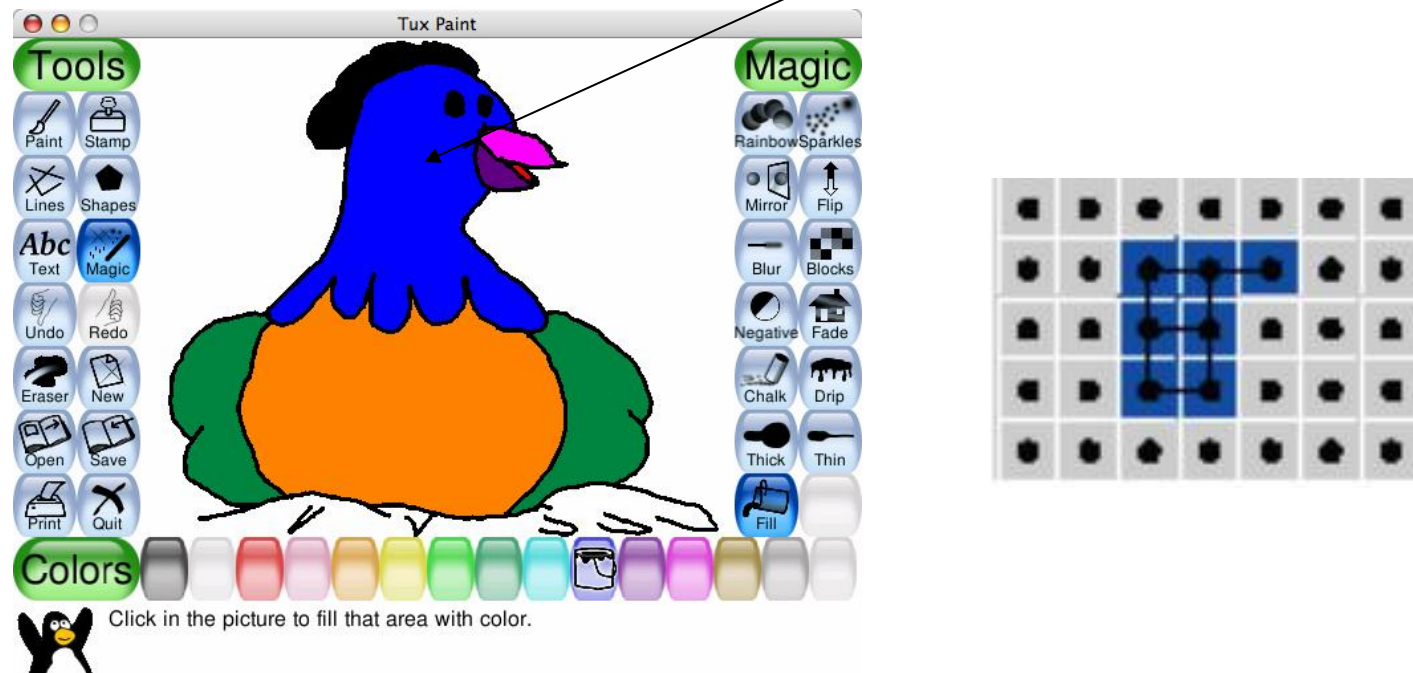 Tux Paint
Tools
Magic
Paint Stamp
Rainbow Sparkles
Lines Shapes
Mirror Flip
Abc
Text Magic
Blur Blocks
Undo Redo
Negative Fade
Eraser New
Chalk Drip
Open Save
Thick Thin
Print Quit
Fill
Colors
Click in the picture to fill that area with color.